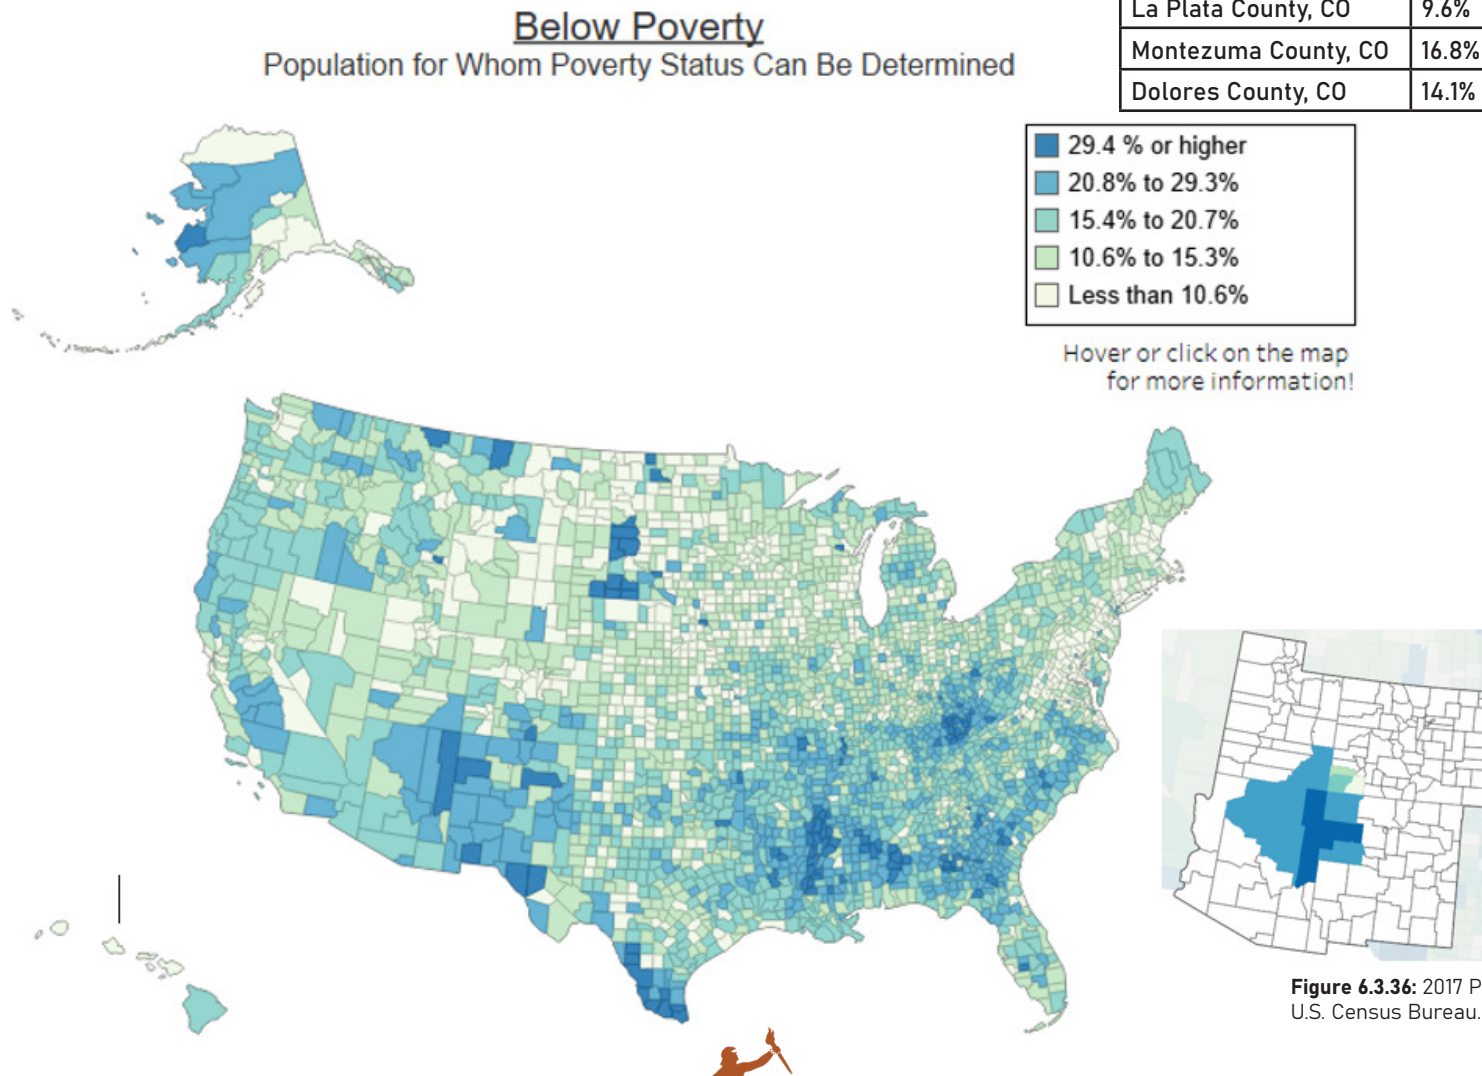 Below Poverty
Population for Whom Poverty Status Can Be Determined
La Plata County, CO 9.6%
Montezuma County, CO 16.8%
Dolores County, CO 14.1%
29.4 % or higher
20.8% to 29.3%
15.4% to 20.7%
10.6% to 15.3%
Less than 10.6%
Hover or click on the map
for more information!
Figure 6.3.36: 2017 P
U.S. Census Bureau.